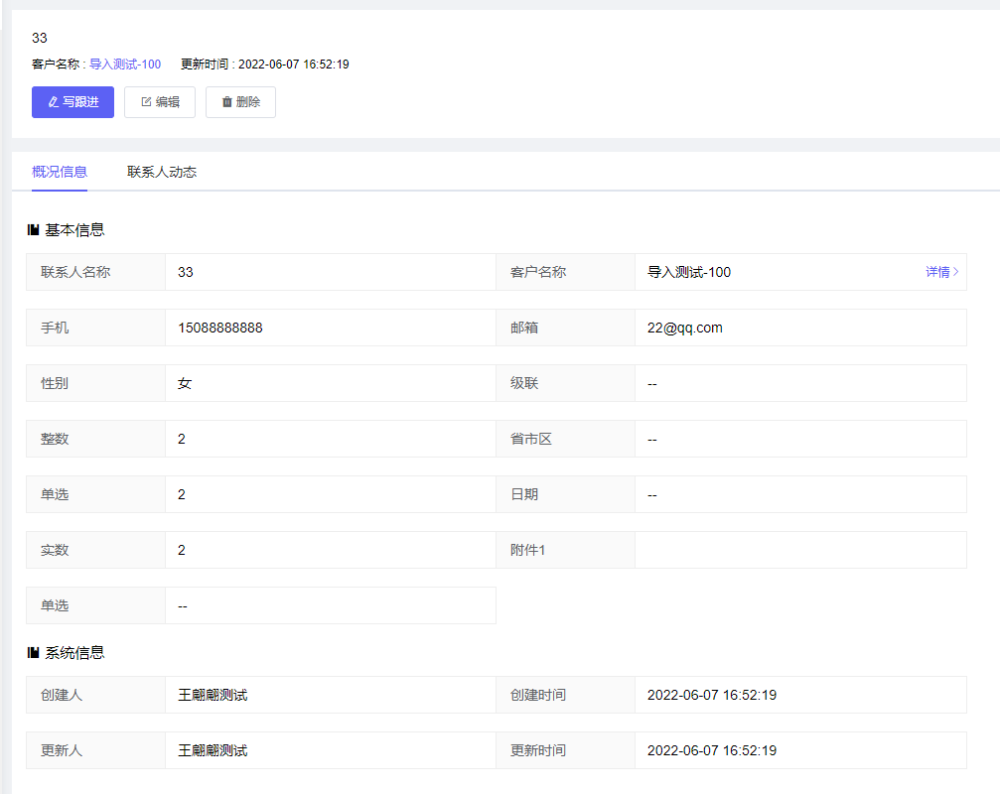 33
客户名称 : 导入测试-100 更新时间 : 2022-06-07 16:52:19
写跟进 编辑 删除
概况信息 联系人动态
基本信息
联系人名称 33 客户名称 导入测试-100 详情
手机 15088888888 邮箱 22@qq.com
性别 女 级联 --
整数 2 省市区 --
单选 2 日期 --
实数 2 附件1
单选 --
系统信息
创建人 王翩翩测试 创建时间 2022-06-07 16:52:19
更新人 王翩翩测试 更新时间 2022-06-07 16:52:19